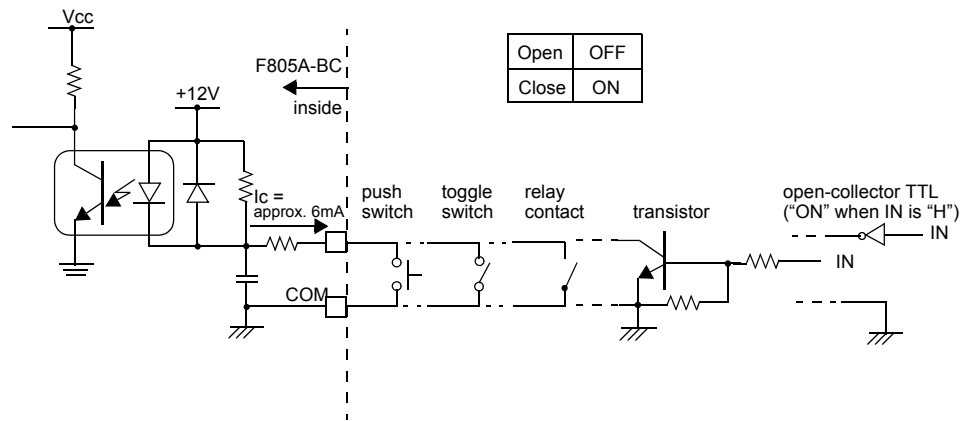 Vcc
F805A-BC
inside
+12V
Open OFF
Close ON
Ic =
approx. 6mA
push
switch
toggle
switch
relay
contact
transistor
open-collector TTL
(“ON” when IN is “H”)
IN
IN
COM